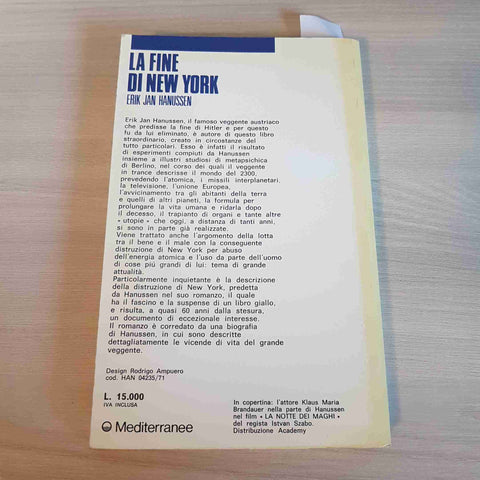 LA FINE
DI NEW YORK
ERIK JAN HANUSSEN
Erik Jan Hanussen, il famoso veggente austriaco
che predisse la fine di Hitler e per questo
fu da lui eliminato, è autore di questo libro
straordinario, creato in circostanze del
tutto particolari. Esso è infatti il risultato
di esperimenti compiuti da Hanussen
insieme a illustri studiosi di metapsichica
di Berlino, nel corso dei quali il veggente
in trance descrisse il mondo del 2300,
prevedendo l'atomica, i missili interplanetari,
la televisione, l'unione Europea,
l'avvicinamento tra gli abitanti della terra
e quelli di altri pianeti, la formula per
prolungare la vita umana e ridarla dopo
il decesso, il trapianto di organi e tante altre
« utopie » che oggi, a distanza di tanti anni,
si sono in parte già realizzate.
Viene trattato anche l'argomento della lotta
tra il bene e il male con la conseguente
distruzione di New York per abuso
dell'energia atomica e l'uso da parte dell'uomo
di cose più grandi di lui: tema di grande
attualità.
Particolarmente inquietante è la descrizione
della distruzione di New York, predetta
da Hanussen nel suo romanzo, il quale
ha il fascino e la suspense di un libro giallo,
e risulta, a quasi 60 anni dalla stesura,
un documento di eccezionale interesse.
Il romanzo è corredato da una biografia
di Hanussen, in cui sono descritte
dettagliatamente le vicende di vita del grande
veggente.
Design Rodrigo Ampuero
cod. HAN 04235/71
L. 15.000
IVA INCLUSA
Mediterranee
In copertina: l'attore Klaus Maria
Brandauer nella parte di Hanussen
nel film « LA NOTTE DEI MAGHI »
del regista Istvan Szabo.
Distribuzione Academy